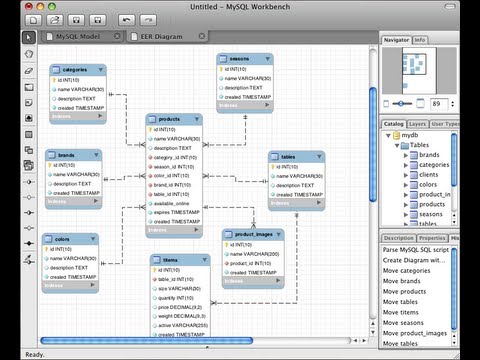 Untitled - MySQL Workbench
MySQL Model
EER Diagram
categories
id INT(10)
name VARCHAR(30)
description TEXT
created TIMESTAMP
Indexes
seasons
id INT(10)
name VARCHAR(30)
description TEXT
created TIMESTAMP
Indexes
products
id INT(10)
name VARCHAR(30)
description TEXT
category_id INT(10)
season_id INT(10)
color_id INT(10)
brand_id INT(10)
table_id INT(10)
available_online
expires TIMESTAMP
created TIMESTAMP
Indexes
brands
id INT(10)
name VARCHAR(30)
description TEXT
created TIMESTAMP
Indexes
tables
id INT(10)
name VARCHAR(30)
description TEXT
created TIMESTAMP
Indexes
colors
id INT(10)
name VARCHAR(30)
description TEXT
created TIMESTAMP
Indexes
product_images
id INT(10)
name VARCHAR(200)
product_id INT(10)
created TIMESTAMP
Indexes
titems
id INT(10)
table_id INT(10)
size VARCHAR(30)
quantity INT(10)
price DECIMAL(9,2)
weight DECIMAL(9,3)
active VARCHAR(255)
created TIMESTAMP
Navigator
Info
89
Catalog
Layers
User Types
mydb
Tables
brands
categories
clients
colors
product_in
products
seasons
tables
Description
Properties
Parse MySQL SQL script
Create Diagram with
Move categories
Move brands
Move products
Move tables
Move titems
Move seasons
Move product_images
Move colors
Ready.